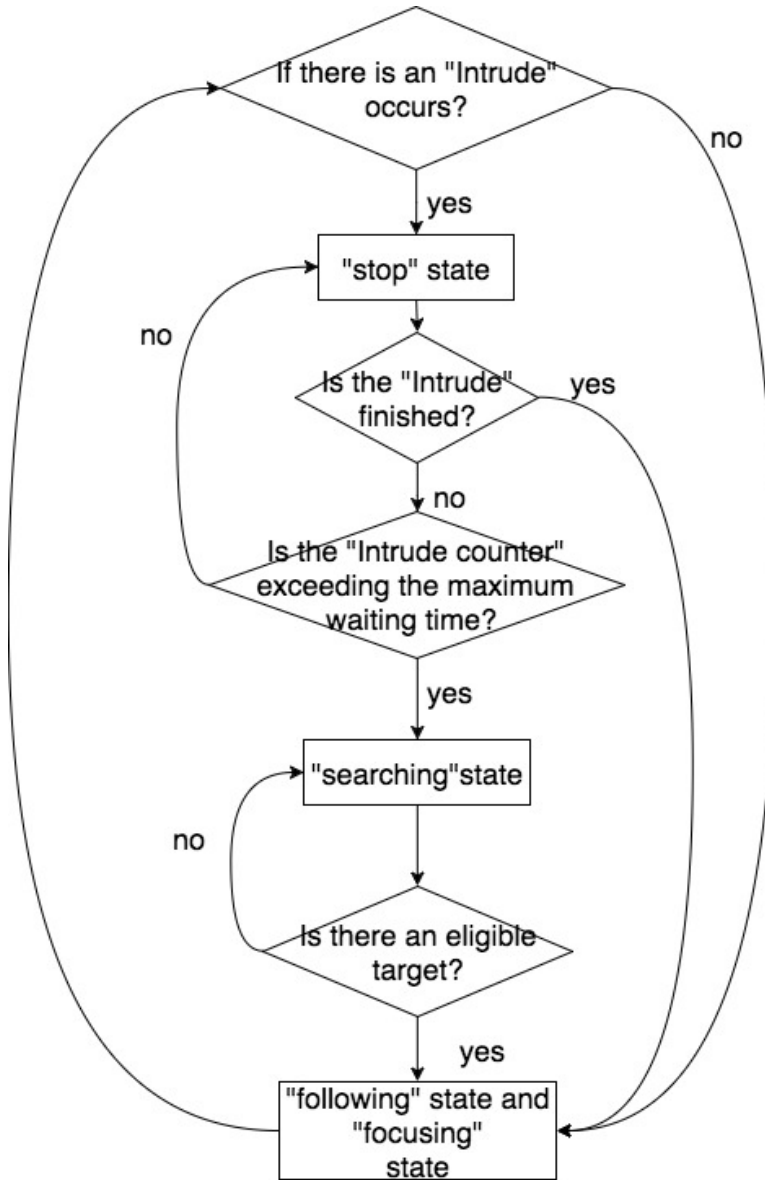 If there is an "Intrude"
occurs?
no
yes
"stop" state
no
Is the "Intrude"
finished?
yes
no
Is the "Intrude counter"
exceeding the maximum
waiting time?
yes
"searching"state
no
Is there an eligible
target?
yes
"following" state and
"focusing"
state